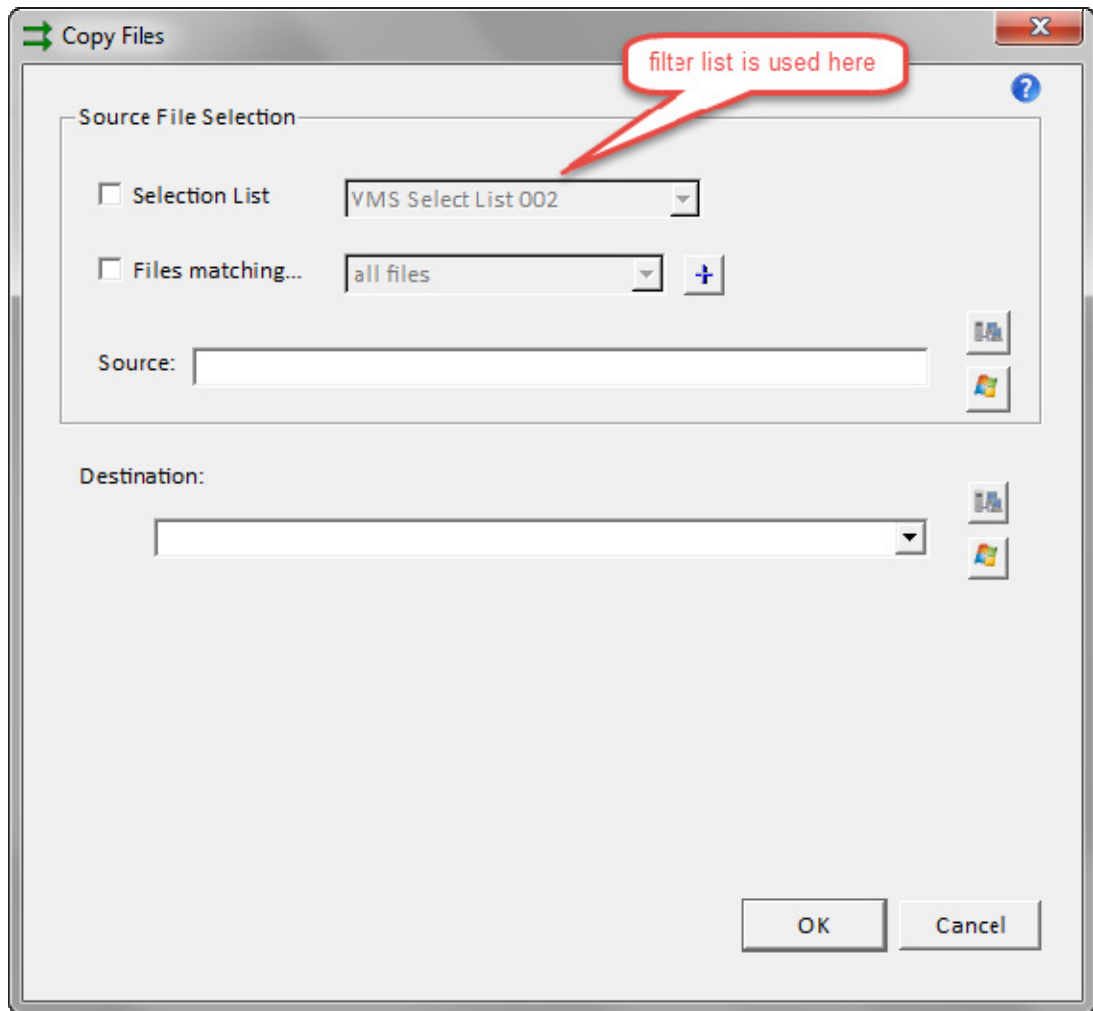 Copy Files
filter list is used here
Source File Selection
Selection List
VMS Select List 002
Files matching...
all files
Source:
Destination:
OK
Cancel